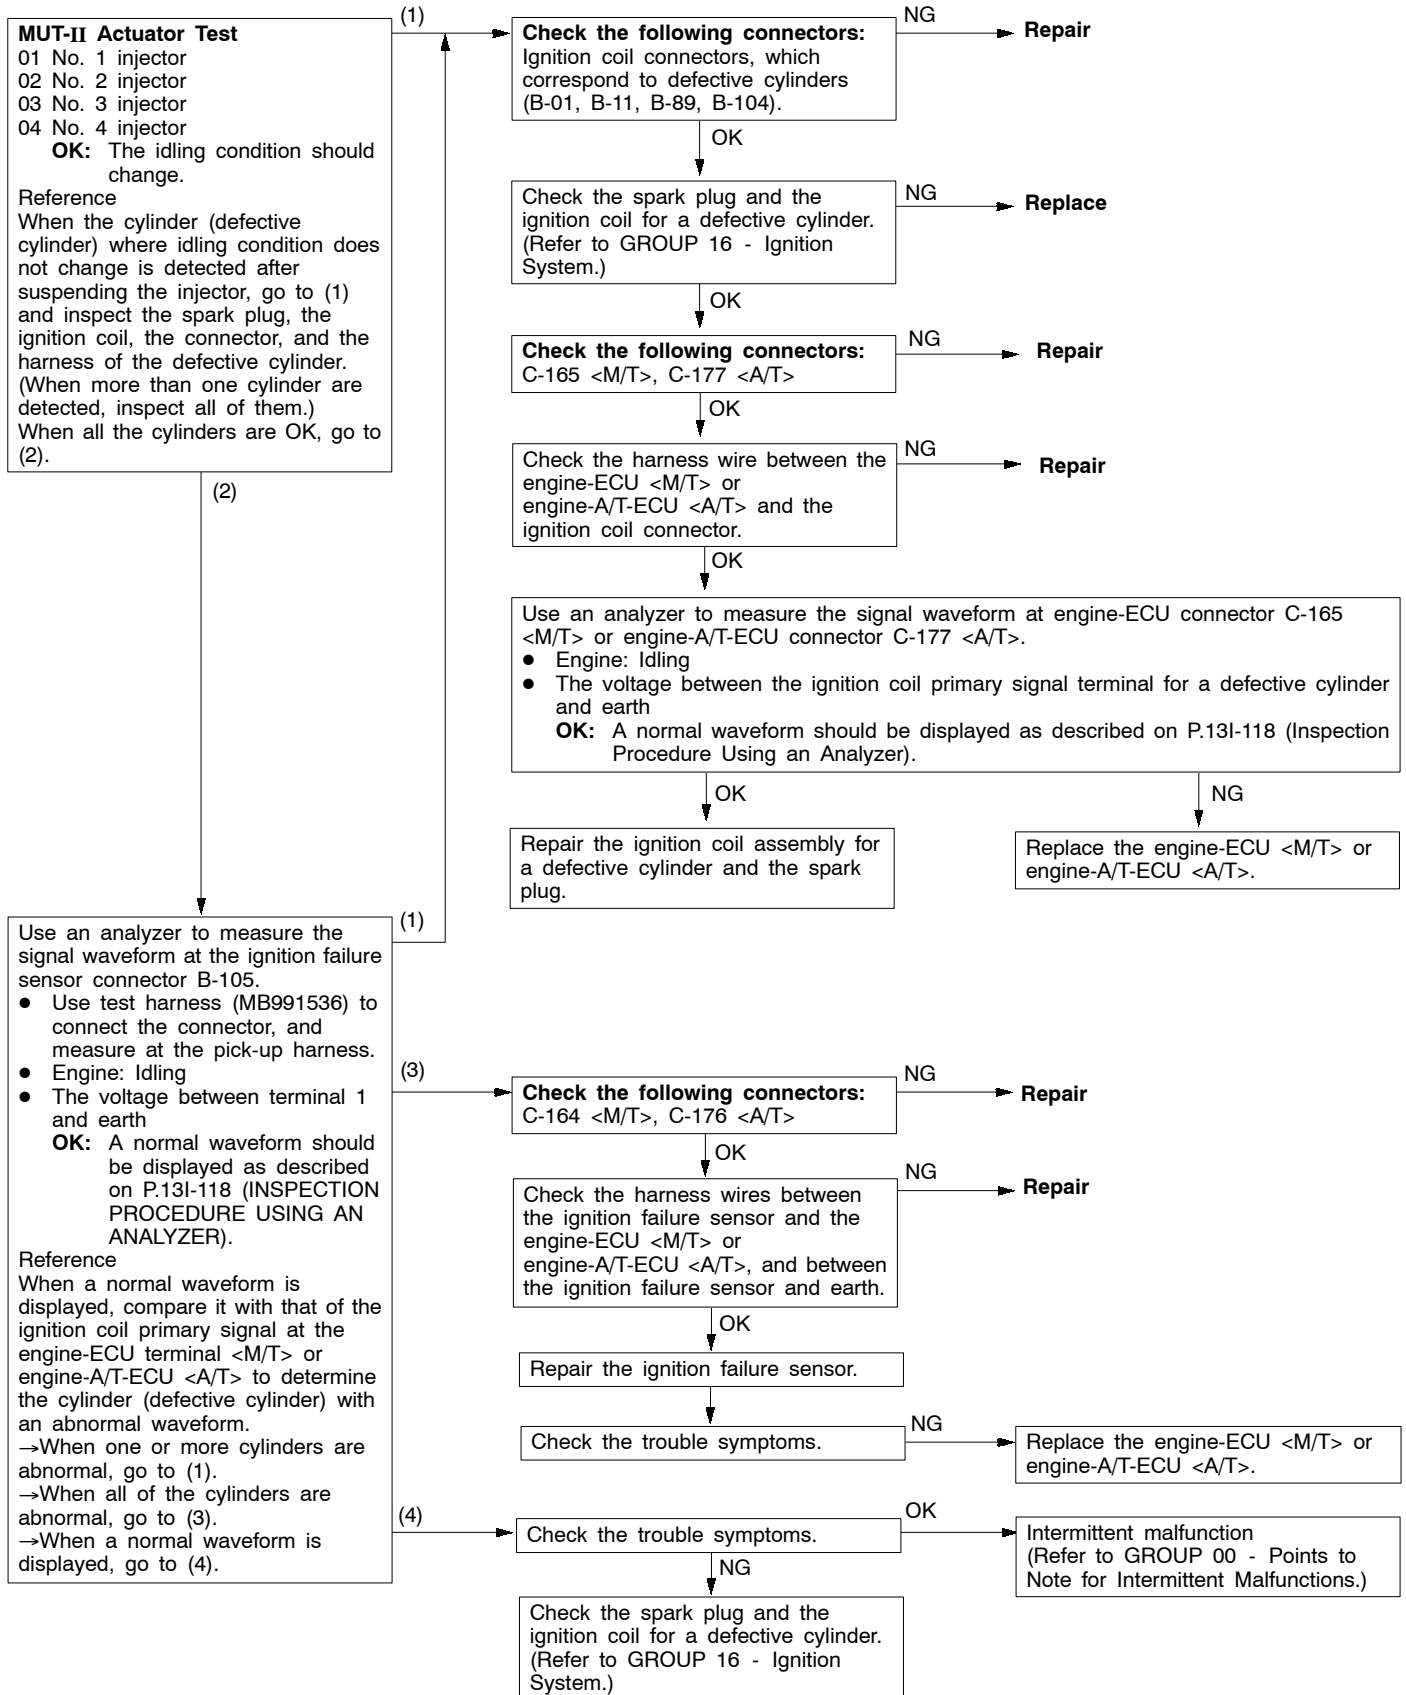 MUT-II Actuator Test
01 No. 1 injector
02 No. 2 injector
03 No. 3 injector
04 No. 4 injector
OK: The idling condition should
change.
Reference
When the cylinder (defective
cylinder) where idling condition does
not change is detected after
suspending the injector, go to (1)
and inspect the spark plug, the
ignition coil, the connector, and the
harness of the defective cylinder.
(When more than one cylinder are
detected, inspect all of them.)
When all the cylinders are OK, go to
(2).
(1)
Check the following connectors:
Ignition coil connectors, which
correspond to defective cylinders
(B-01, B-11, B-89, B-104).
NG
Repair
OK
Check the spark plug and the
ignition coil for a defective cylinder.
(Refer to GROUP 16 - Ignition
System.)
NG
Replace
OK
Check the following connectors:
C-165 <M/T>, C-177 <A/T>
NG
Repair
OK
Check the harness wire between the
engine-ECU <M/T> or
engine-A/T-ECU <A/T> and the
ignition coil connector.
NG
Repair
OK
Use an analyzer to measure the signal waveform at engine-ECU connector C-165
<M/T> or engine-A/T-ECU connector C-177 <A/T>.
● Engine: Idling
● The voltage between the ignition coil primary signal terminal for a defective cylinder
and earth
OK: A normal waveform should be displayed as described on P.13I-118 (Inspection
Procedure Using an Analyzer).
OK
NG
Repair the ignition coil assembly for
a defective cylinder and the spark
plug.
Replace the engine-ECU <M/T> or
engine-A/T-ECU <A/T>.
(2)
Use an analyzer to measure the
signal waveform at the ignition failure
sensor connector B-105.
● Use test harness (MB991536) to
connect the connector, and
measure at the pick-up harness.
● Engine: Idling
● The voltage between terminal 1
and earth
OK: A normal waveform should
be displayed as described
on P.13I-118 (INSPECTION
PROCEDURE USING AN
ANALYZER).
Reference
When a normal waveform is
displayed, compare it with that of the
ignition coil primary signal at the
engine-ECU terminal <M/T> or
engine-A/T-ECU <A/T> to determine
the cylinder (defective cylinder) with
an abnormal waveform.
→When one or more cylinders are
abnormal, go to (1).
→When all of the cylinders are
abnormal, go to (3).
→When a normal waveform is
displayed, go to (4).
(1)
(3)
Check the following connectors:
C-164 <M/T>, C-176 <A/T>
NG
Repair
OK
Check the harness wires between
the ignition failure sensor and the
engine-ECU <M/T> or
engine-A/T-ECU <A/T>, and between
the ignition failure sensor and earth.
NG
Repair
OK
Repair the ignition failure sensor.
Check the trouble symptoms.
NG
Replace the engine-ECU <M/T> or
engine-A/T-ECU <A/T>.
(4)
Check the trouble symptoms.
OK
Intermittent malfunction
(Refer to GROUP 00 - Points to
Note for Intermittent Malfunctions.)
NG
Check the spark plug and the
ignition coil for a defective cylinder.
(Refer to GROUP 16 - Ignition
System.)